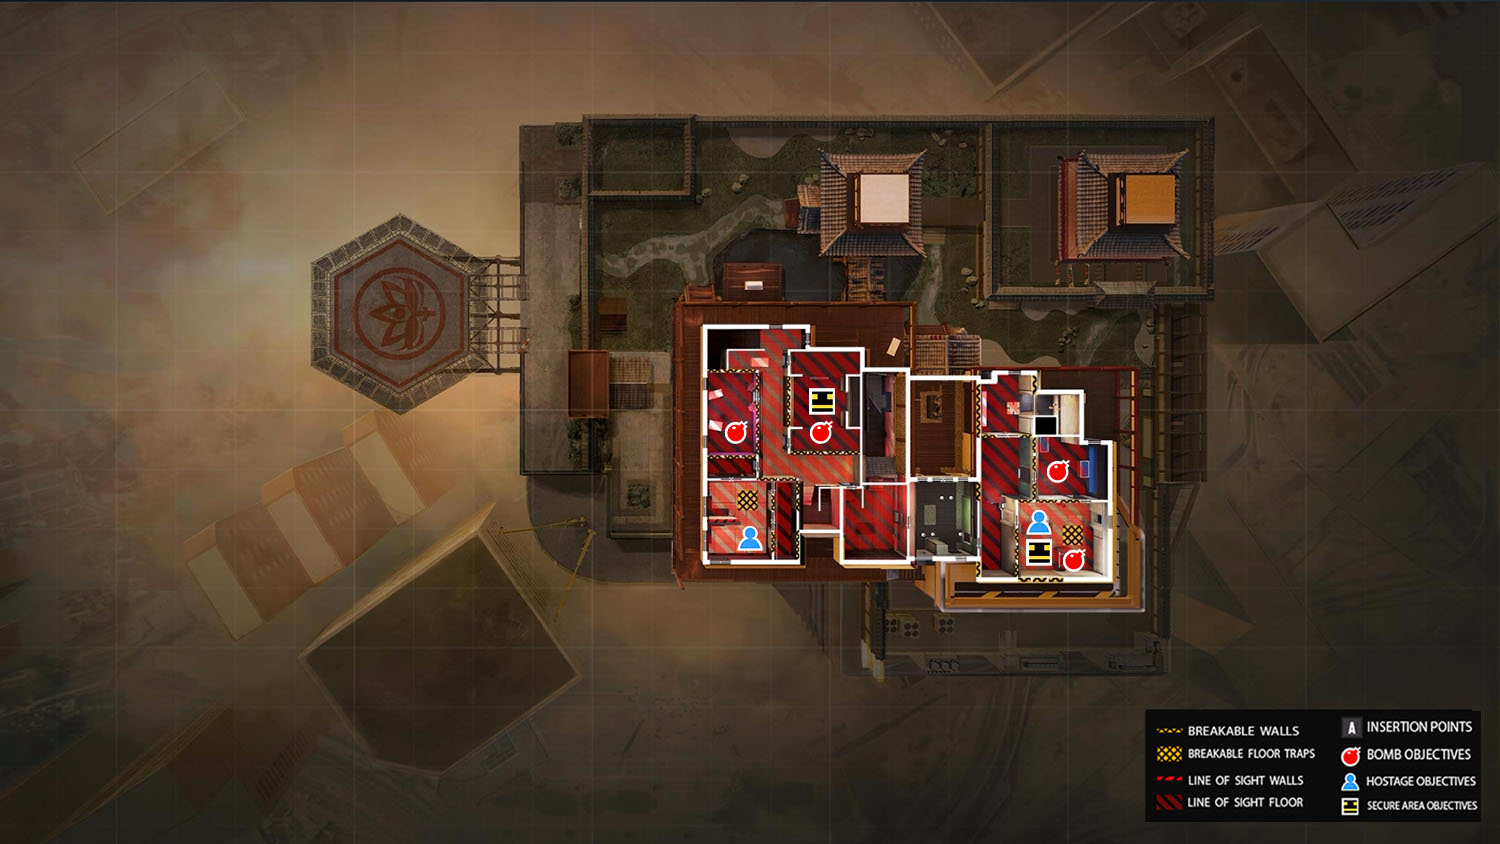 BREAKABLE WALLS
BREAKABLE FLOOR TRAPS
LINE OF SIGHT WALLS
LINE OF SIGHT FLOOR
A INSERTION POINTS
BOMB OBJECTIVES
HOSTAGE OBJECTIVES
SECURE AREA OBJECTIVES